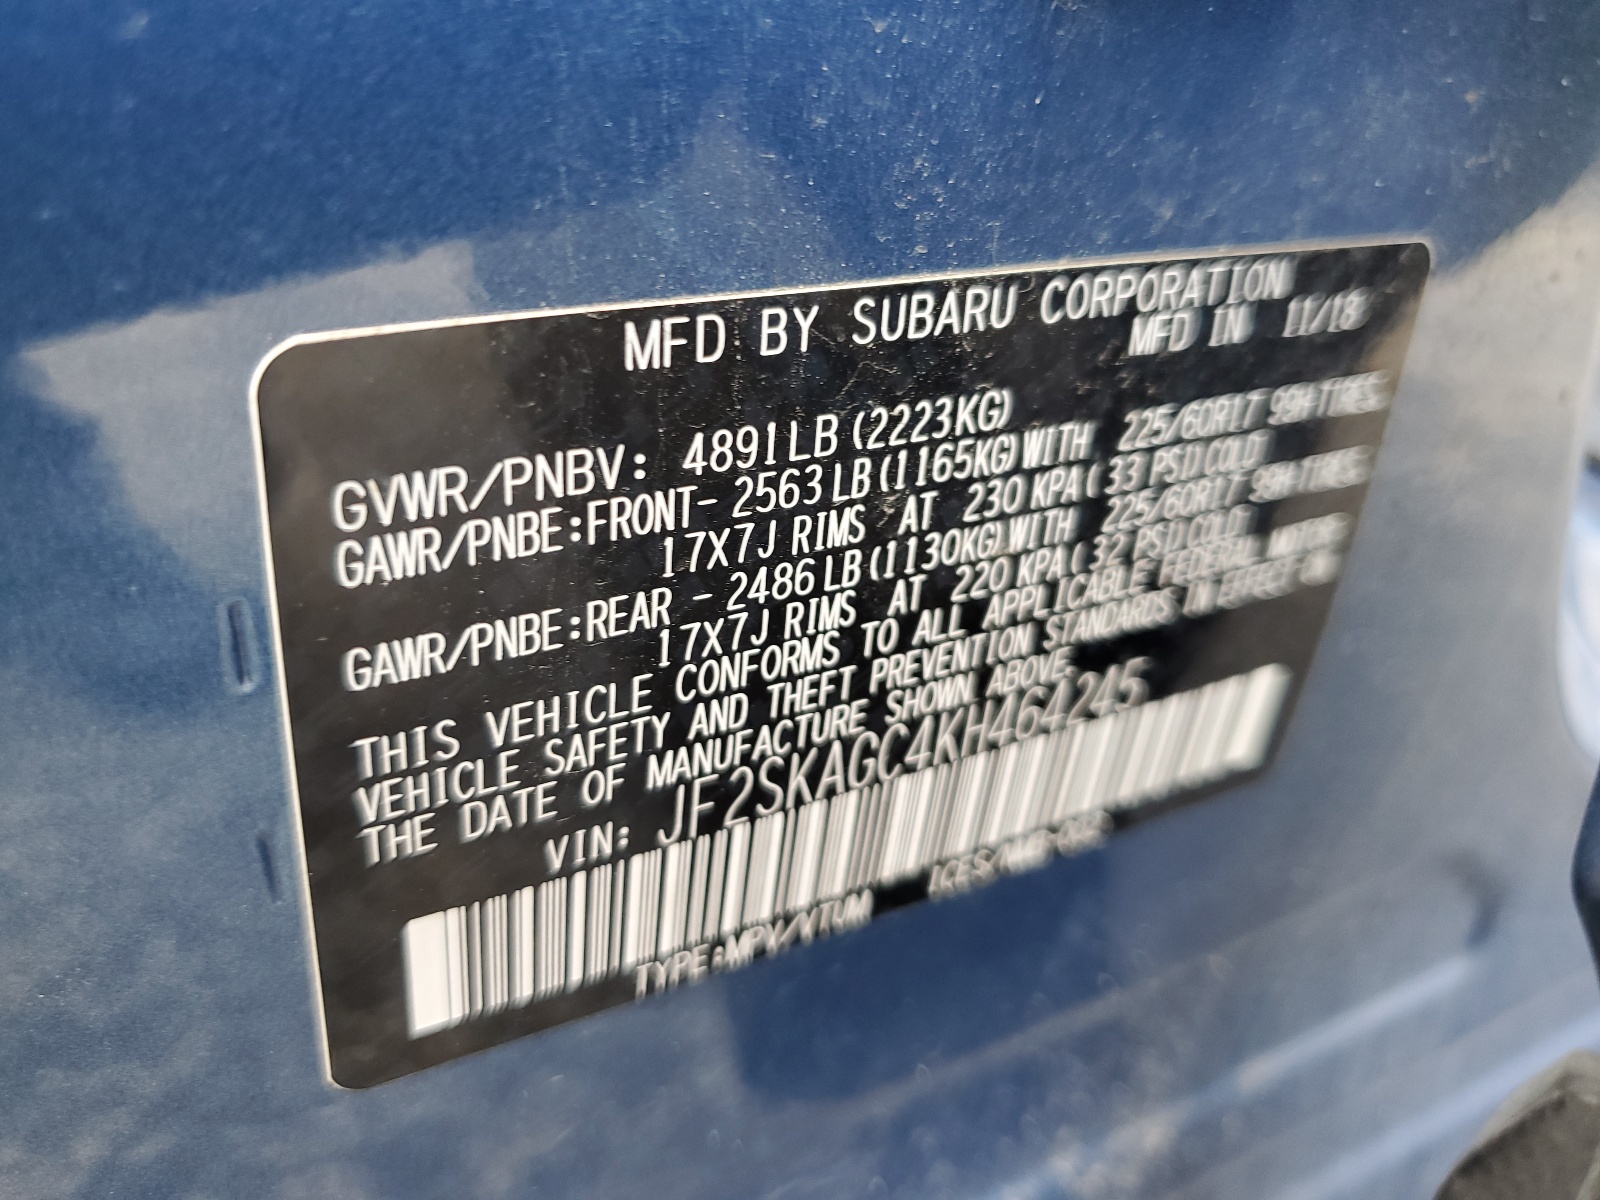 MFD BY SUBARU CORPORATION
MFD IN 11/18
GVWR/PNBV: 4891LB (2223KG)
GAWR/PNBE:FRONT- 2563LB(1165KG)WITH 225/60R17 99H TIRES
17X7J RIMS AT 230 KPA( 33 PSI)COLD
GAWR/PNBE:REAR - 2486LB(1130KG)WITH 225/60R17 99H TIRES
17X7J RIMS AT 220 KPA( 32 PSI)COLD
THIS VEHICLE CONFORMS TO ALL APPLICABLE FEDERAL MOTOR
VEHICLE SAFETY AND THEFT PREVENTION STANDARDS IN EFFECT ON
THE DATE OF MANUFACTURE SHOWN ABOVE.
VIN: JF2SKAGC4KH464245
TYPE:MPV/VTUM ICES/NMB-002